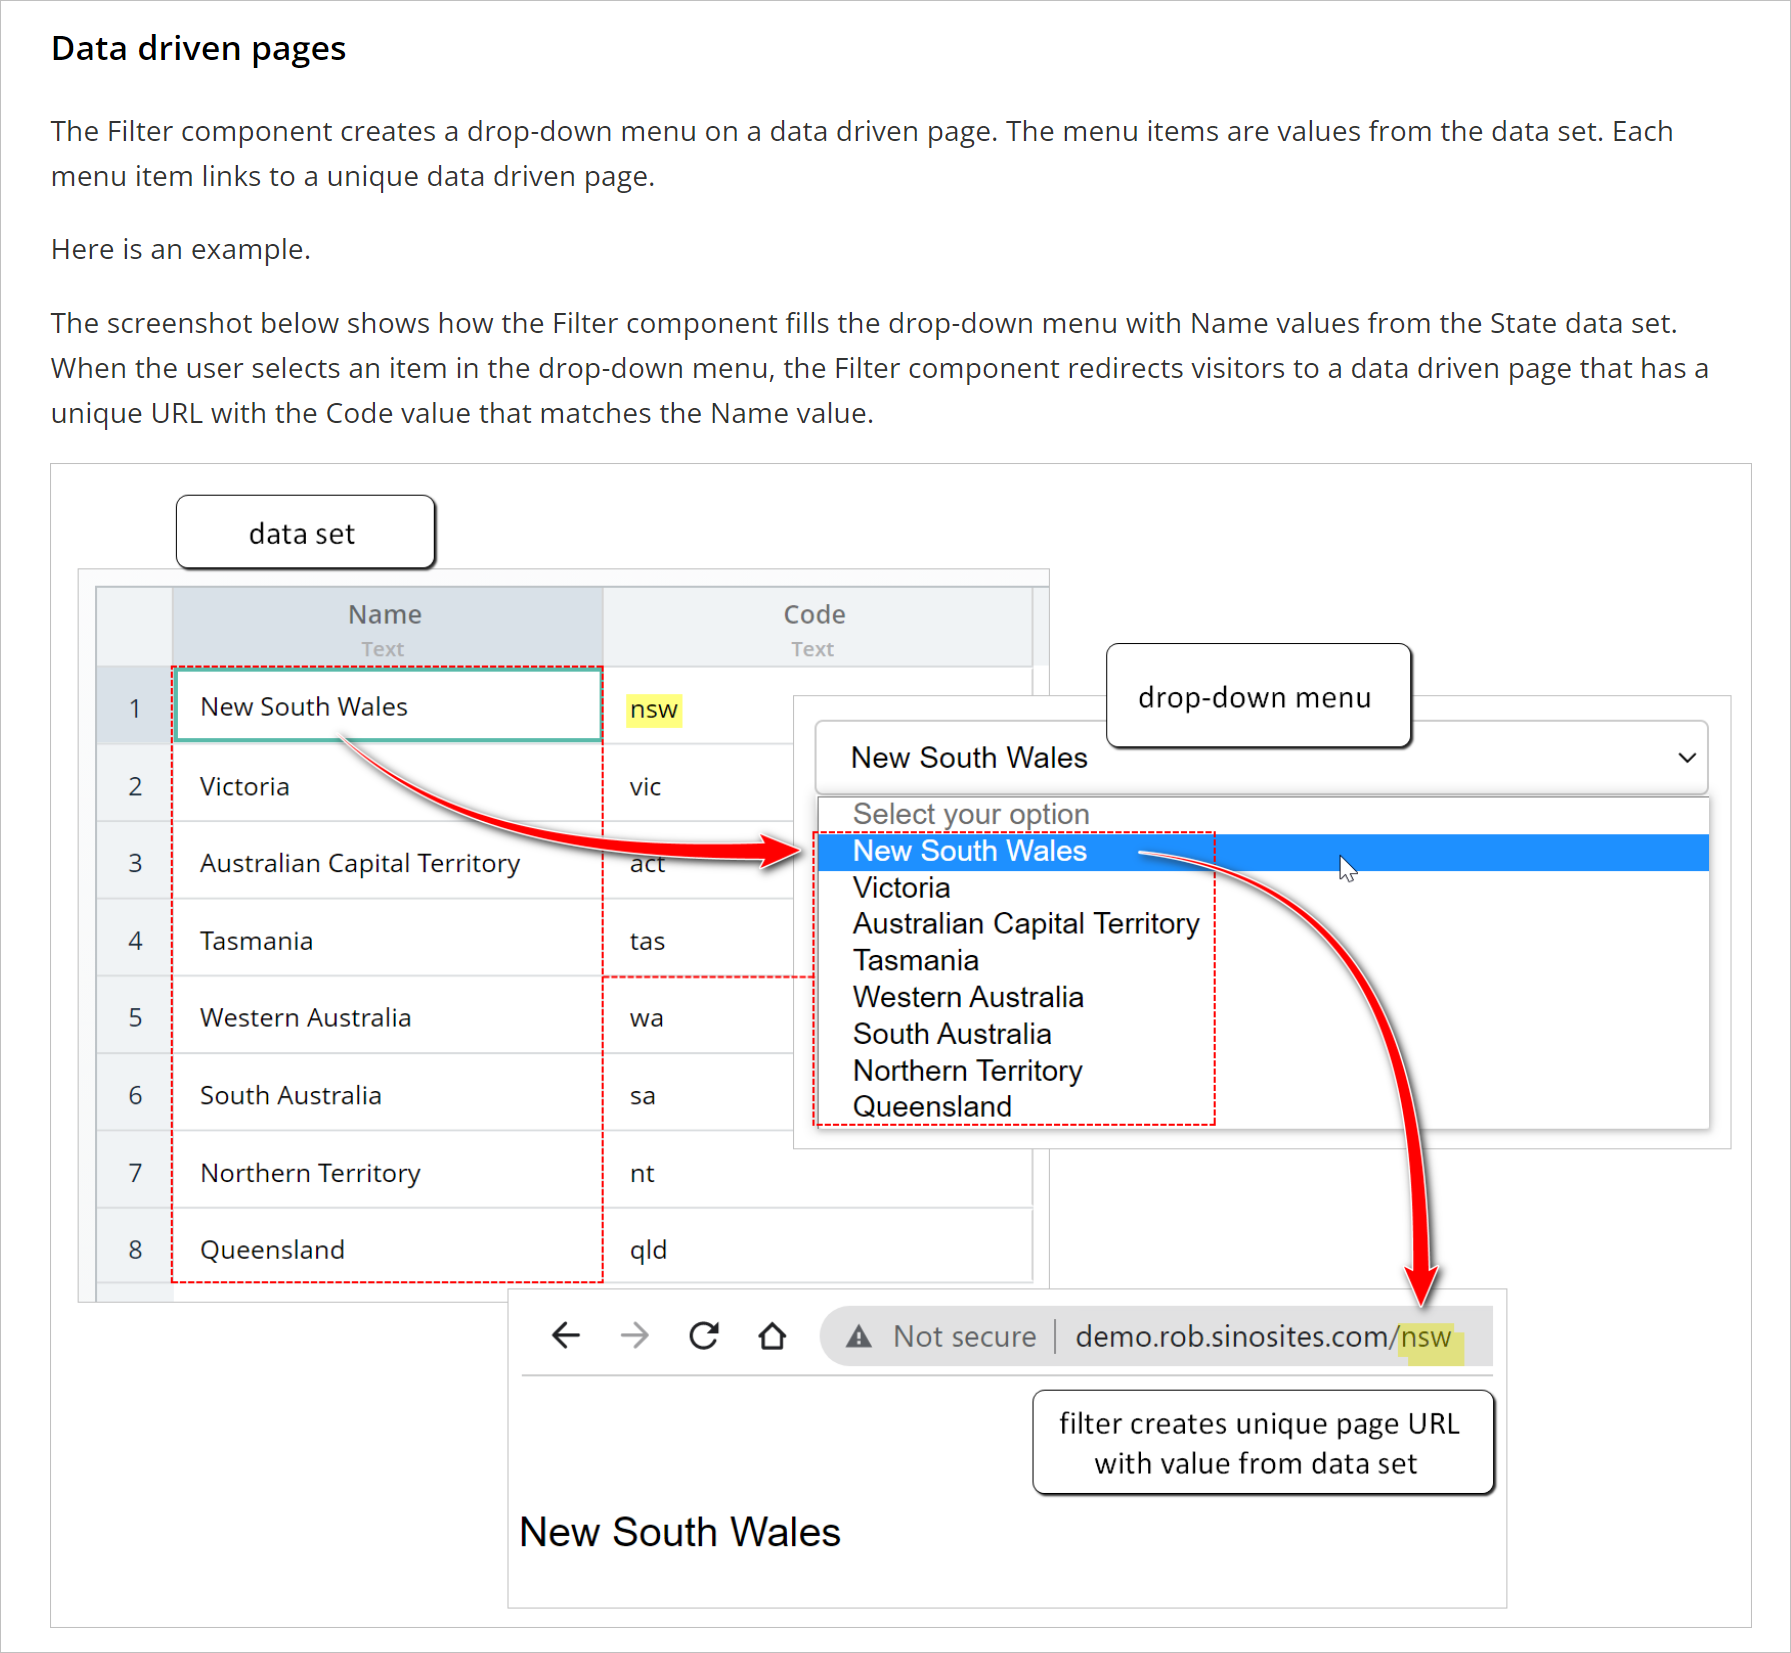 Data driven pages
The Filter component creates a drop-down menu on a data driven page. The menu items are values from the data set. Each
menu item links to a unique data driven page.
Here is an example.
The screenshot below shows how the Filter component fills the drop-down menu with Name values from the State data set.
When the user selects an item in the drop-down menu, the Filter component redirects visitors to a data driven page that has a
unique URL with the Code value that matches the Name value.
data set
Name Code
Text Text
1 New South Wales nsw
2 Victoria vic
3 Australian Capital Territory act
4 Tasmania tas
5 Western Australia wa
6 South Australia sa
7 Northern Territory nt
8 Queensland qld
drop-down menu
New South Wales
Select your option
New South Wales
Victoria
Australian Capital Territory
Tasmania
Western Australia
South Australia
Northern Territory
Queensland
Not secure demo.rob.sinosites.com/nsw
filter creates unique page URL
with value from data set
New South Wales